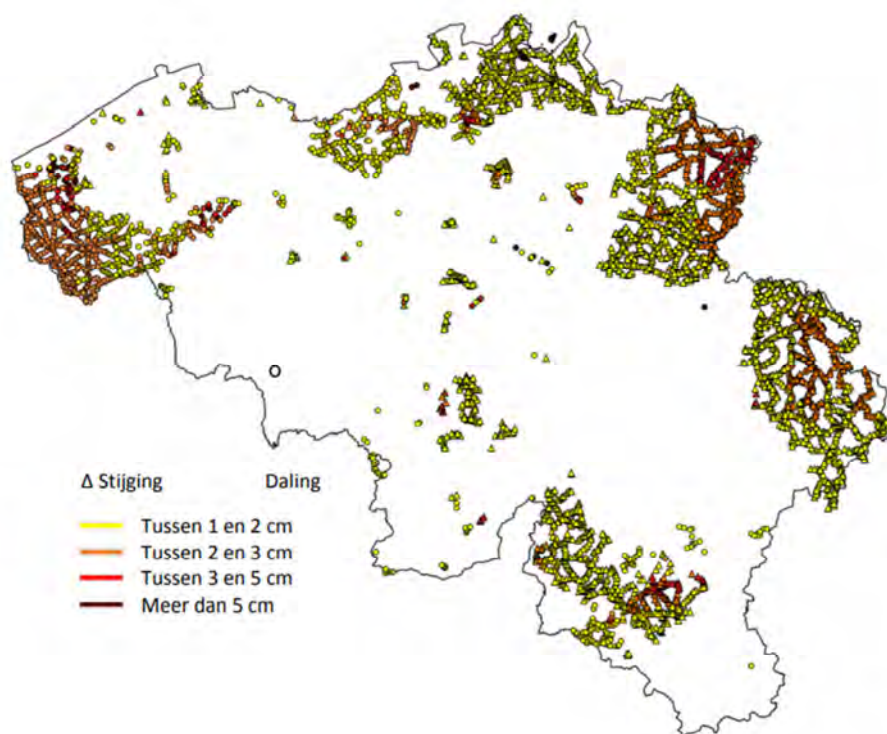 Δ Stijging Daling
Tussen 1 en 2 cm
Tussen 2 en 3 cm
Tussen 3 en 5 cm
Meer dan 5 cm